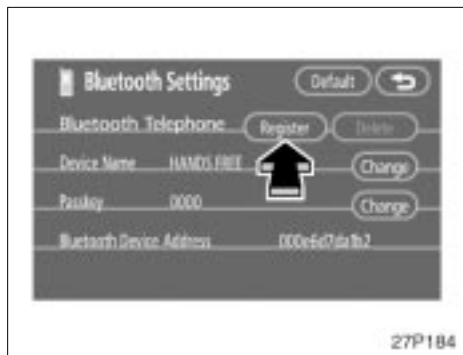 Bluetooth Settings Default
Bluetooth Telephone Register Delete
Device Name HANDS FREE Change
Passkey 0000 Change
Bluetooth Device Address 000e6d7da1b2
27P184